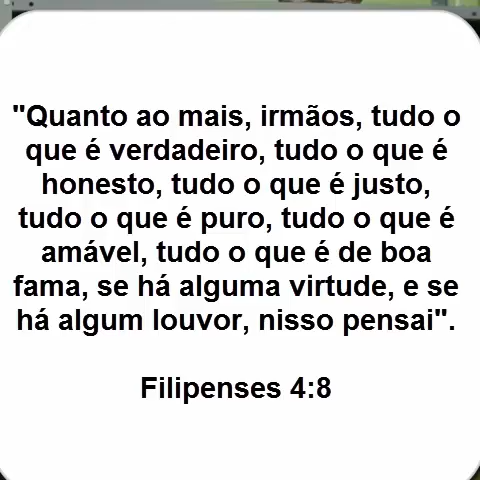 "Quanto ao mais, irmãos, tudo o
que é verdadeiro, tudo o que é
honesto, tudo o que é justo,
tudo o que é puro, tudo o que é
amável, tudo o que é de boa
fama, se há alguma virtude, e se
há algum louvor, nisso pensai".
Filipenses 4:8